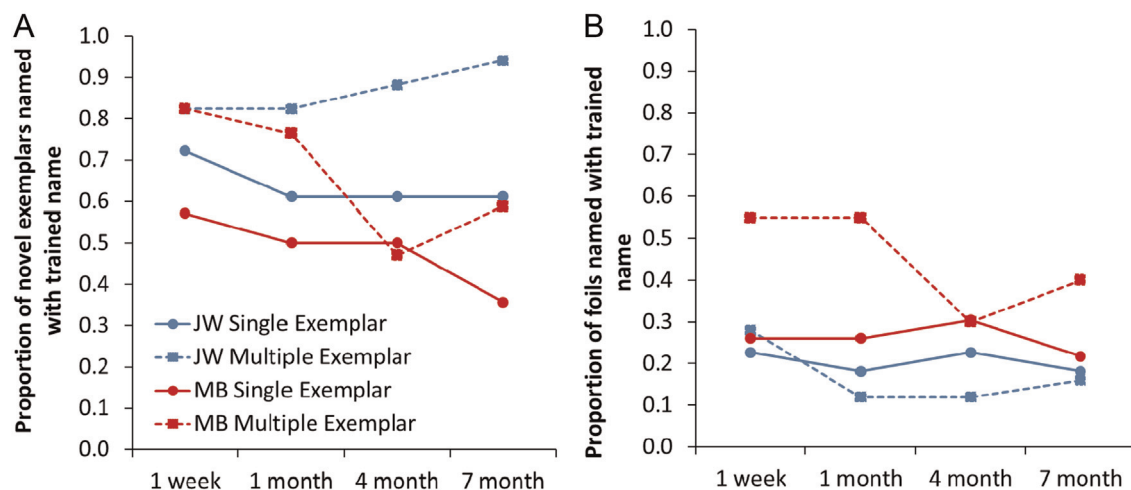 A
Proportion of novel exemplars named
with trained name
1.0
0.9
0.8
0.7
0.6
0.5
0.4
0.3
0.2
0.1
0.0
JW Single Exemplar
JW Multiple Exemplar
MB Single Exemplar
MB Multiple Exemplar
1 week 1 month 4 month 7 month
B
Proportion of foils named with trained
name
1.0
0.9
0.8
0.7
0.6
0.5
0.4
0.3
0.2
0.1
0.0
1 week 1 month 4 month 7 month